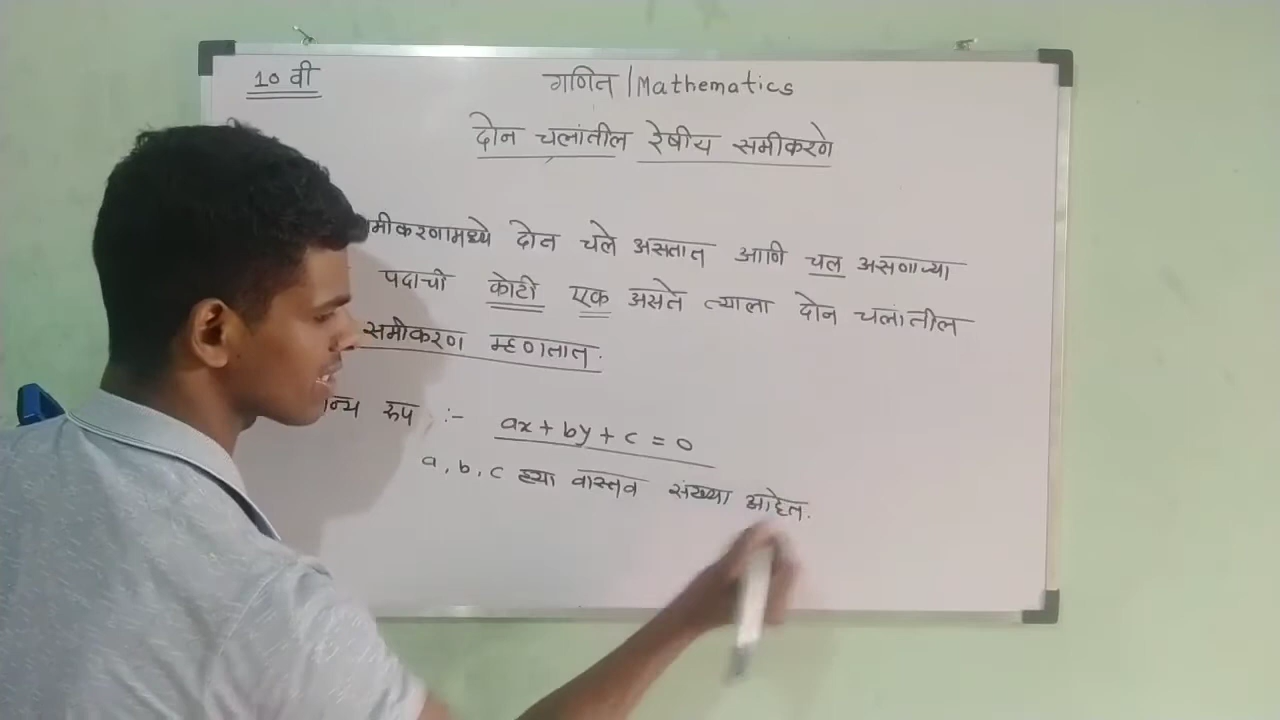 10 वी
गणित | Mathematics
दोन चलांतील रेषीय समीकरणे
मीकरणामध्ये दोन चले असतात आणि चल असणाऱ्या
पदाची कोटी एक असते त्याला दोन चलांतील
समीकरण म्हणतात.
न्य रुप :- ax + by + c = 0
a, b, c ह्या वास्तव संख्या आहेत.